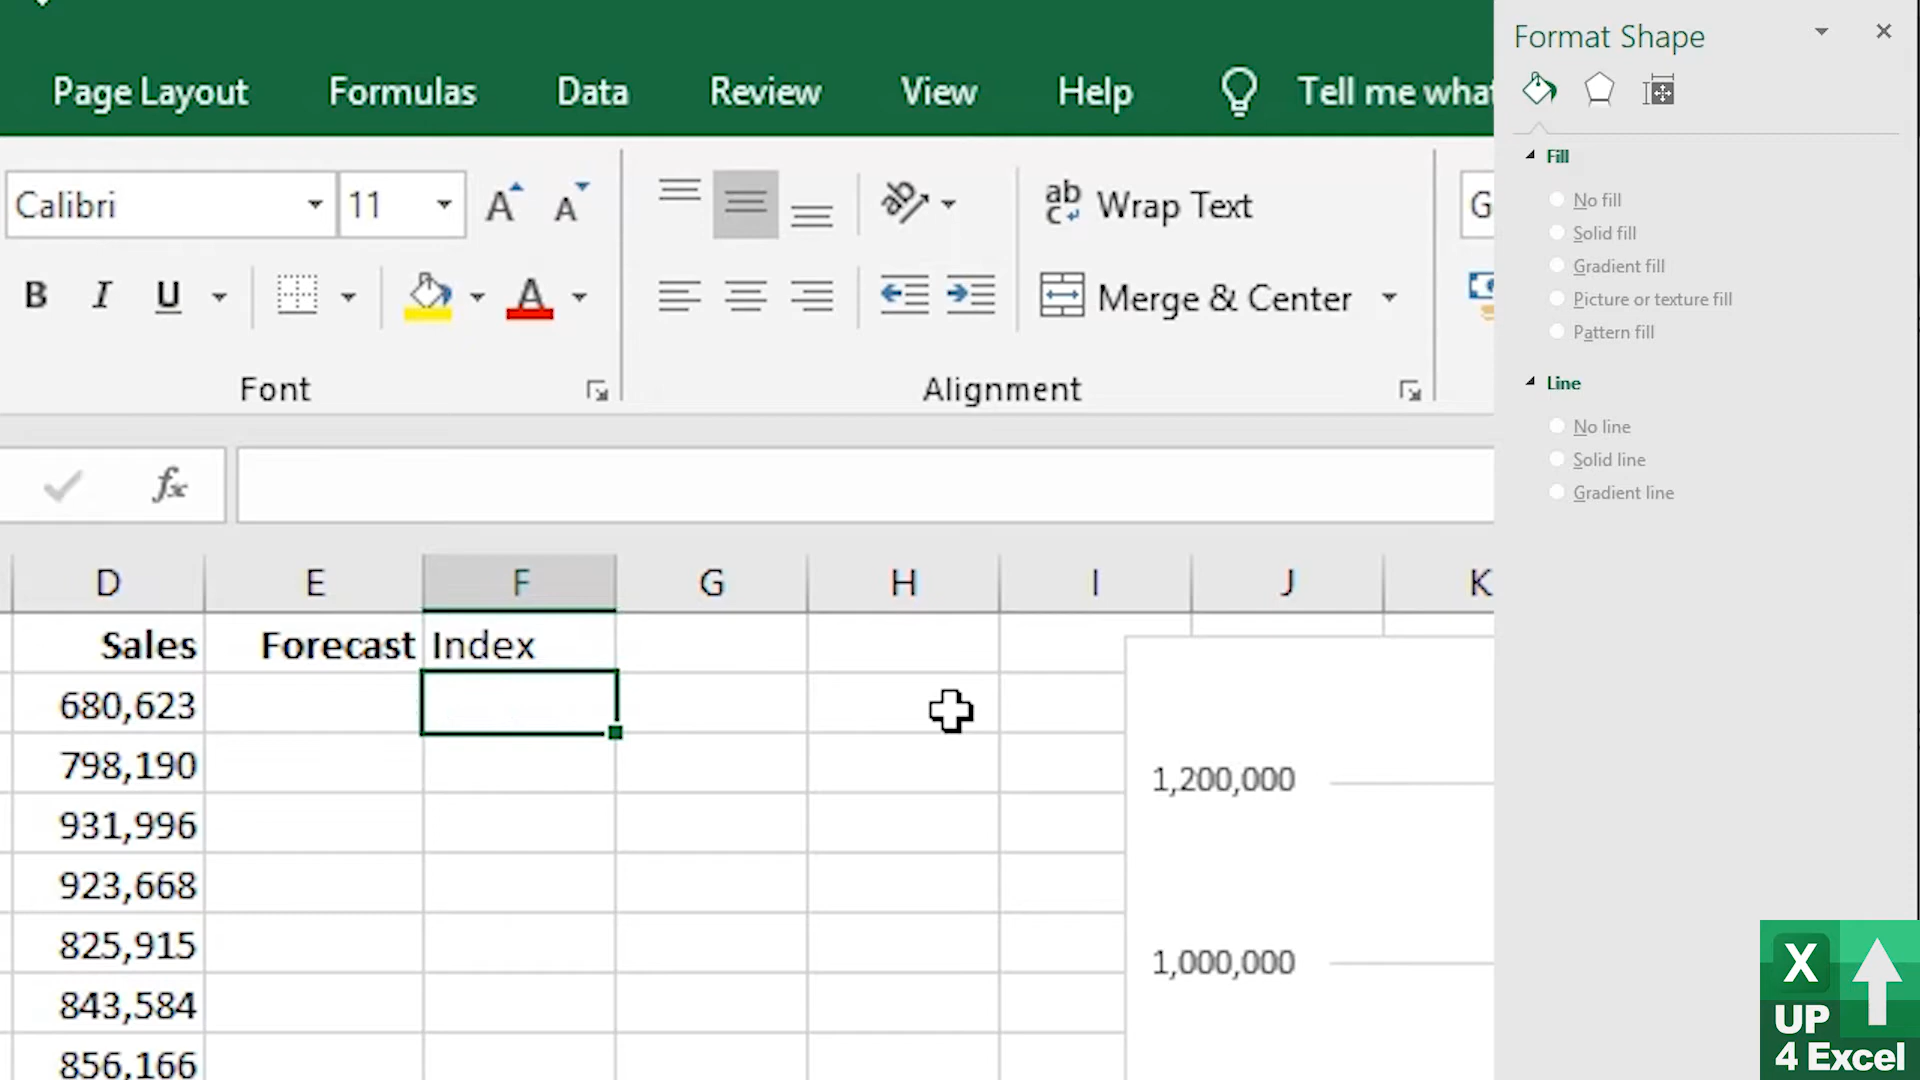 Page Layout Formulas Data Review View Help Tell me what
Format Shape
Calibri 11 A A ab Wrap Text G
B I U A Merge & Center
Font Alignment
Fill
No fill
Solid fill
Gradient fill
Picture or texture fill
Pattern fill
Line
No line
Solid line
Gradient line
fx
D E F G H I J K
Sales Forecast Index
680,623
798,190
931,996
923,668
825,915
843,584
856,166
1,200,000
1,000,000
X
UP
4 Excel